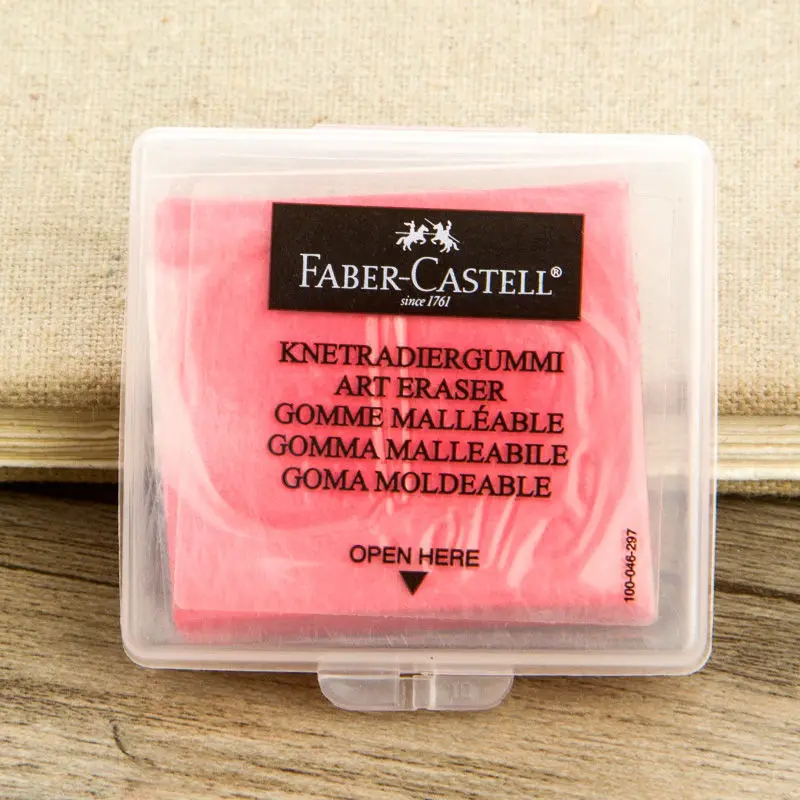 FABER-CASTELL®
since 1761
KNETRADIERGUMMI
ART ERASER
GOMME MALLÉABLE
GOMMA MALLEABILE
GOMA MOLDEABLE
OPEN HERE
100-046-297